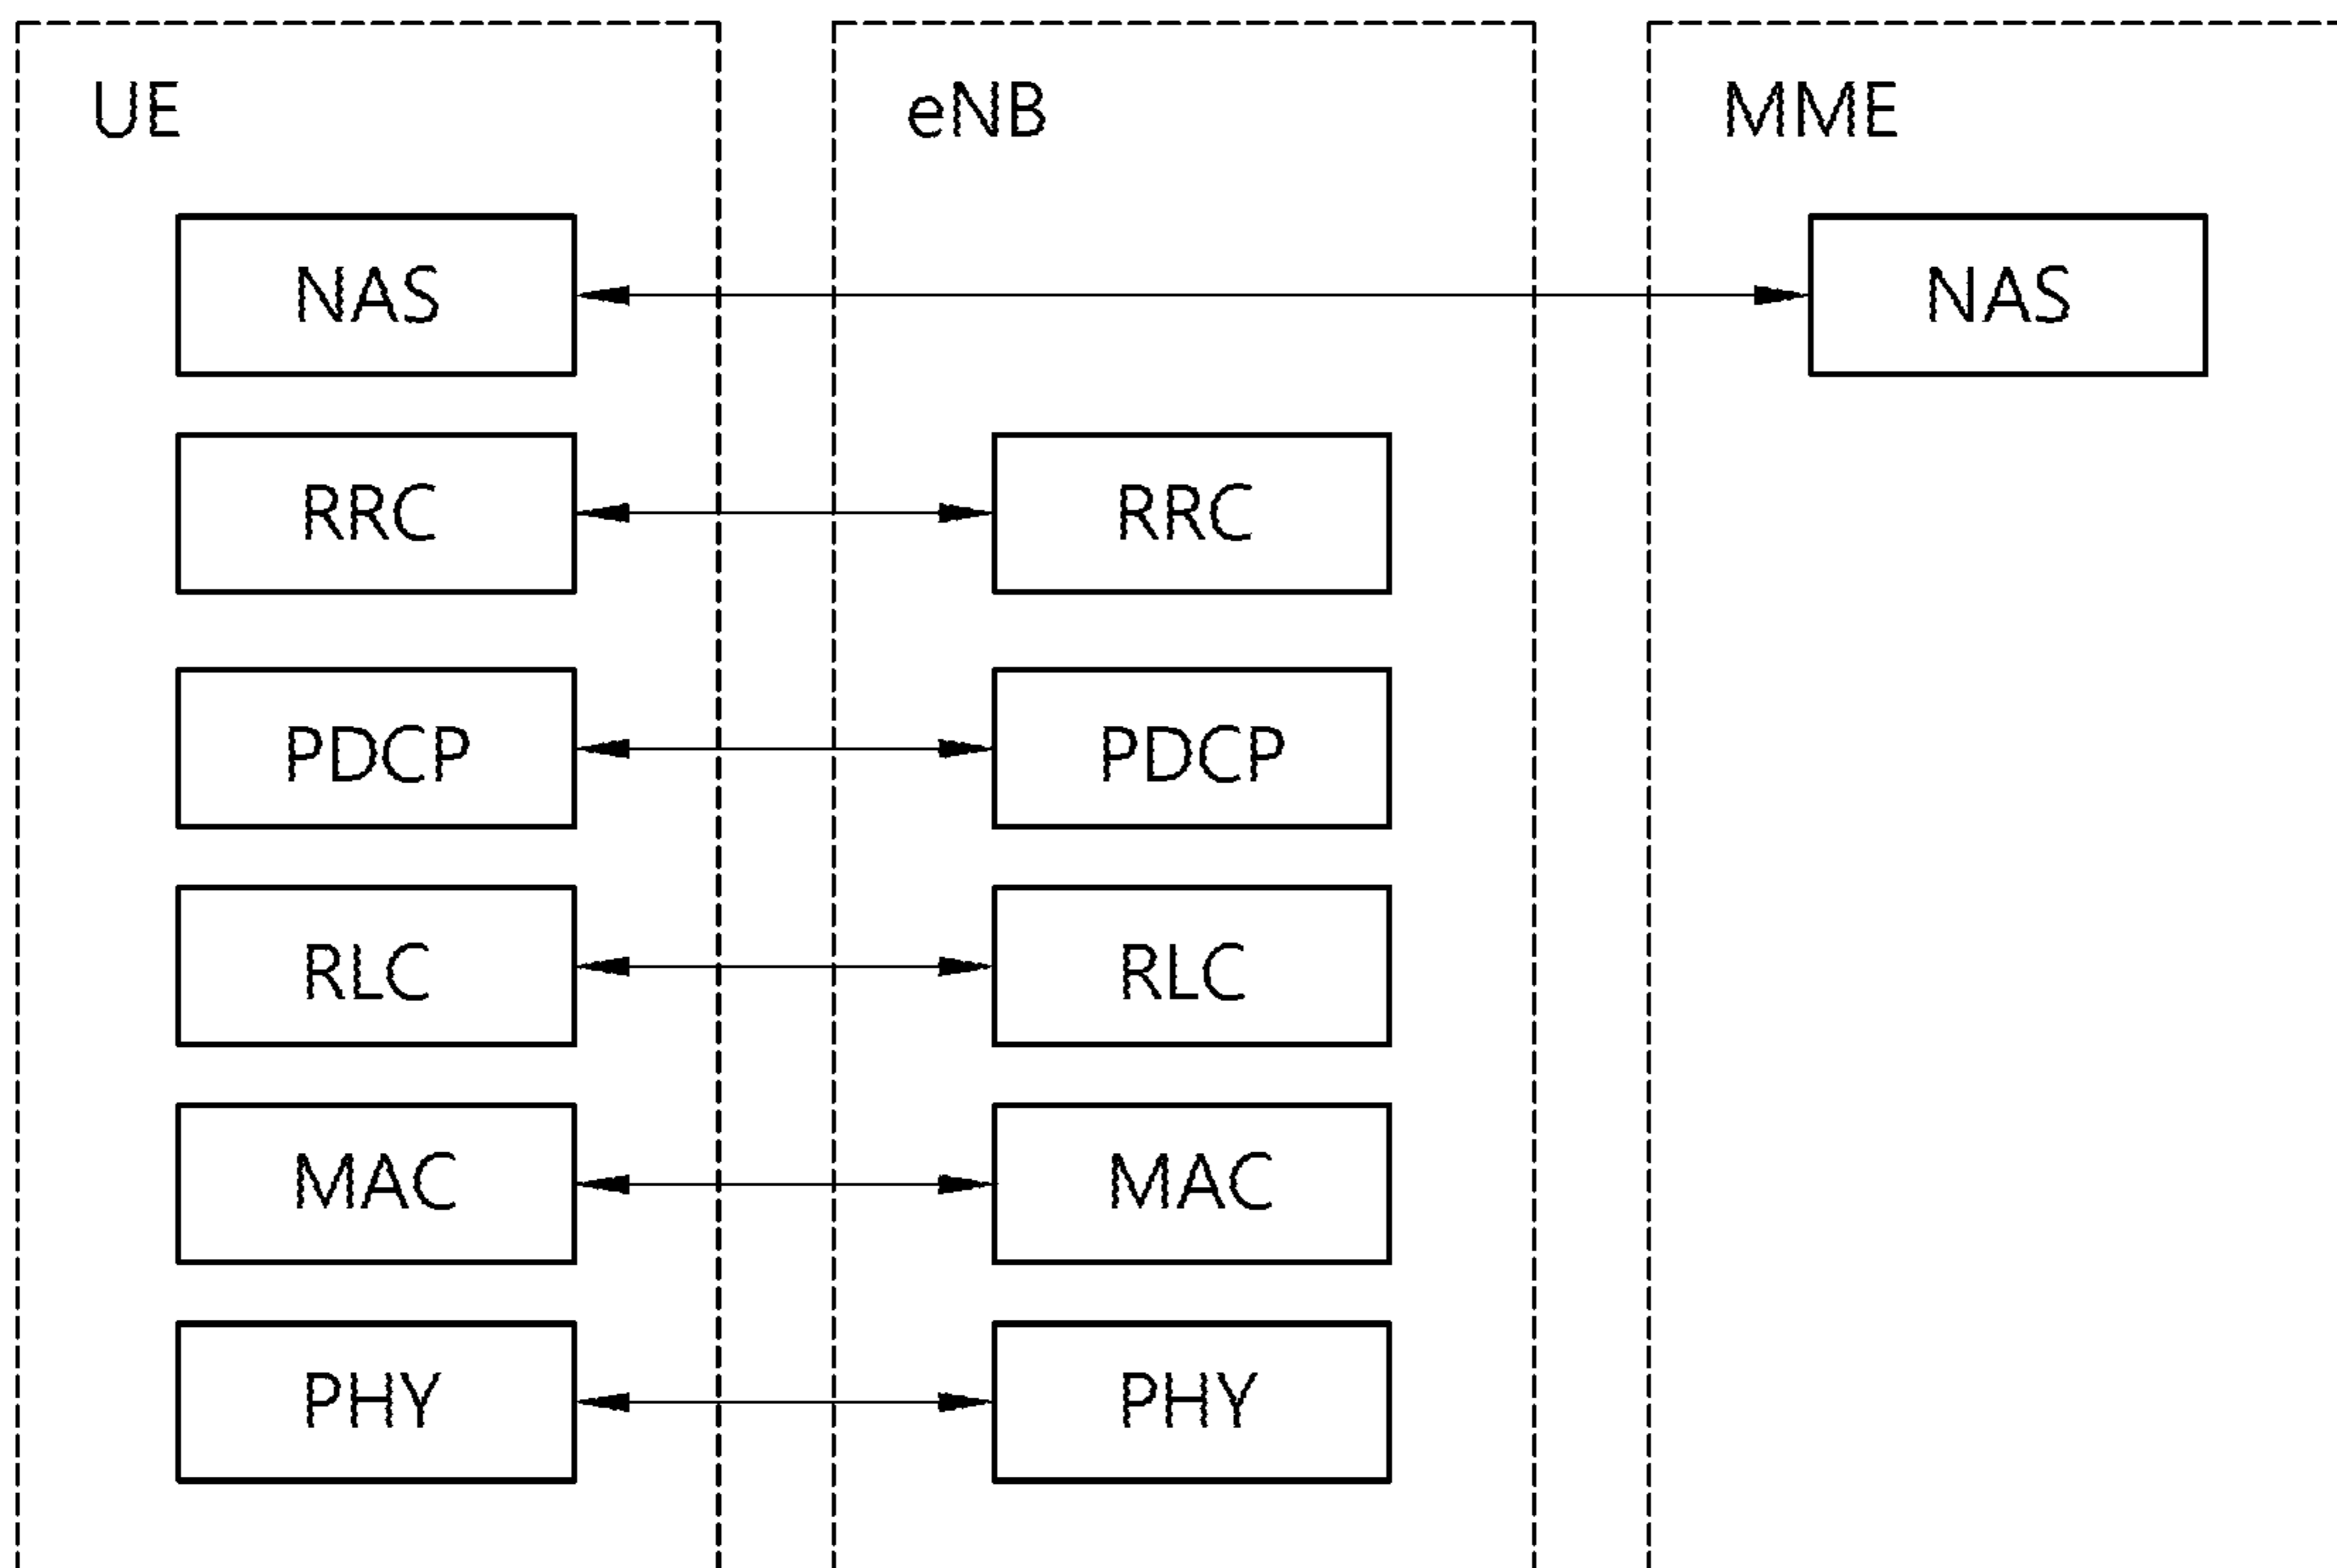 UE eNB MME
NAS NAS
RRC RRC
PDCP PDCP
RLC RLC
MAC MAC
PHY PHY